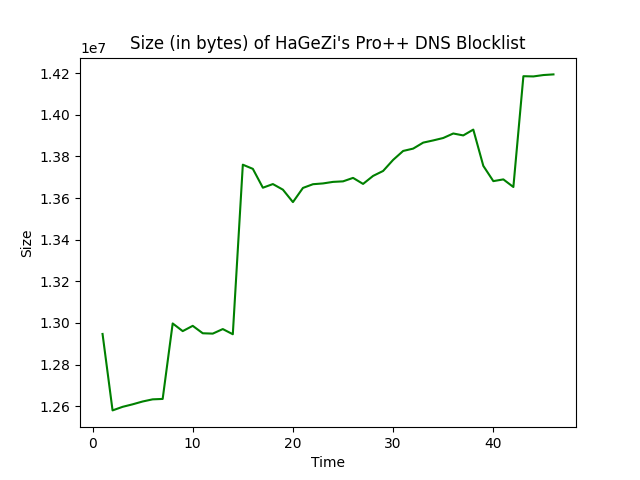 Size (in bytes) of HaGeZi's Pro++ DNS Blocklist
1e7
1.42
1.40
1.38
1.36
1.34
1.32
1.30
1.28
1.26
Size
0 10 20 30 40
Time